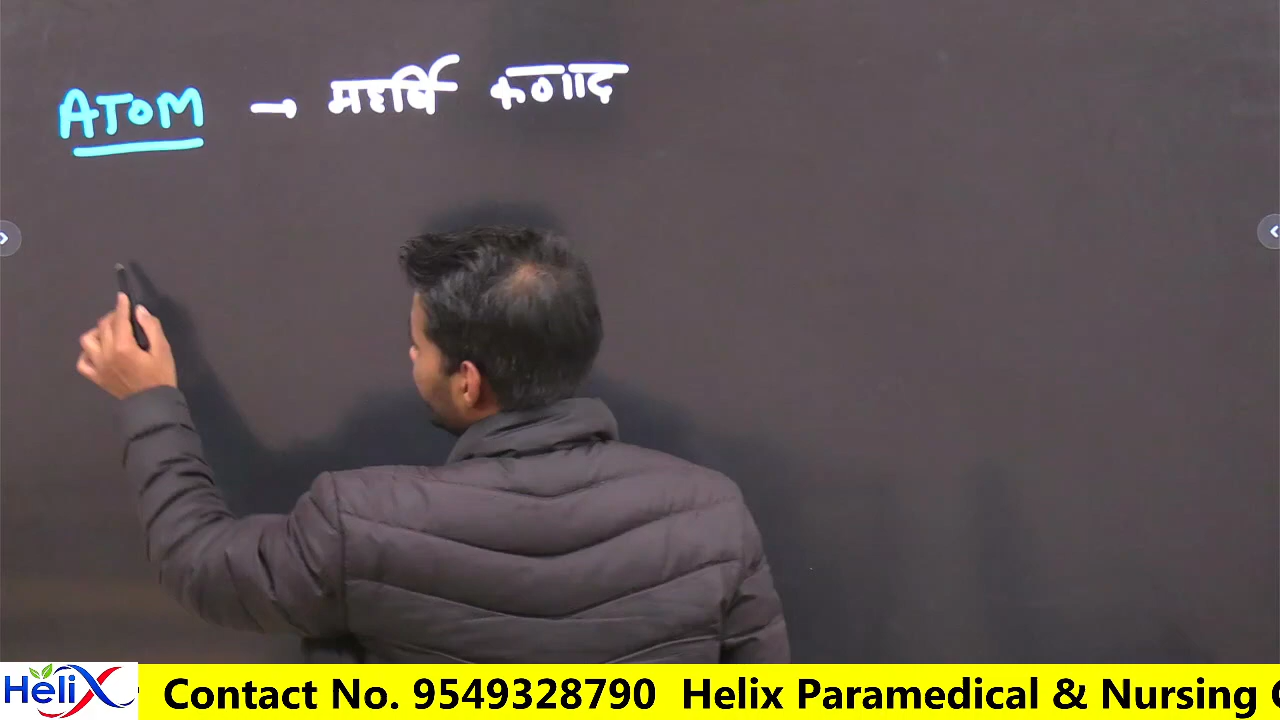 ATOM → महर्षि कणाद
HeliX
Contact No. 9549328790 Helix Paramedical & Nursing